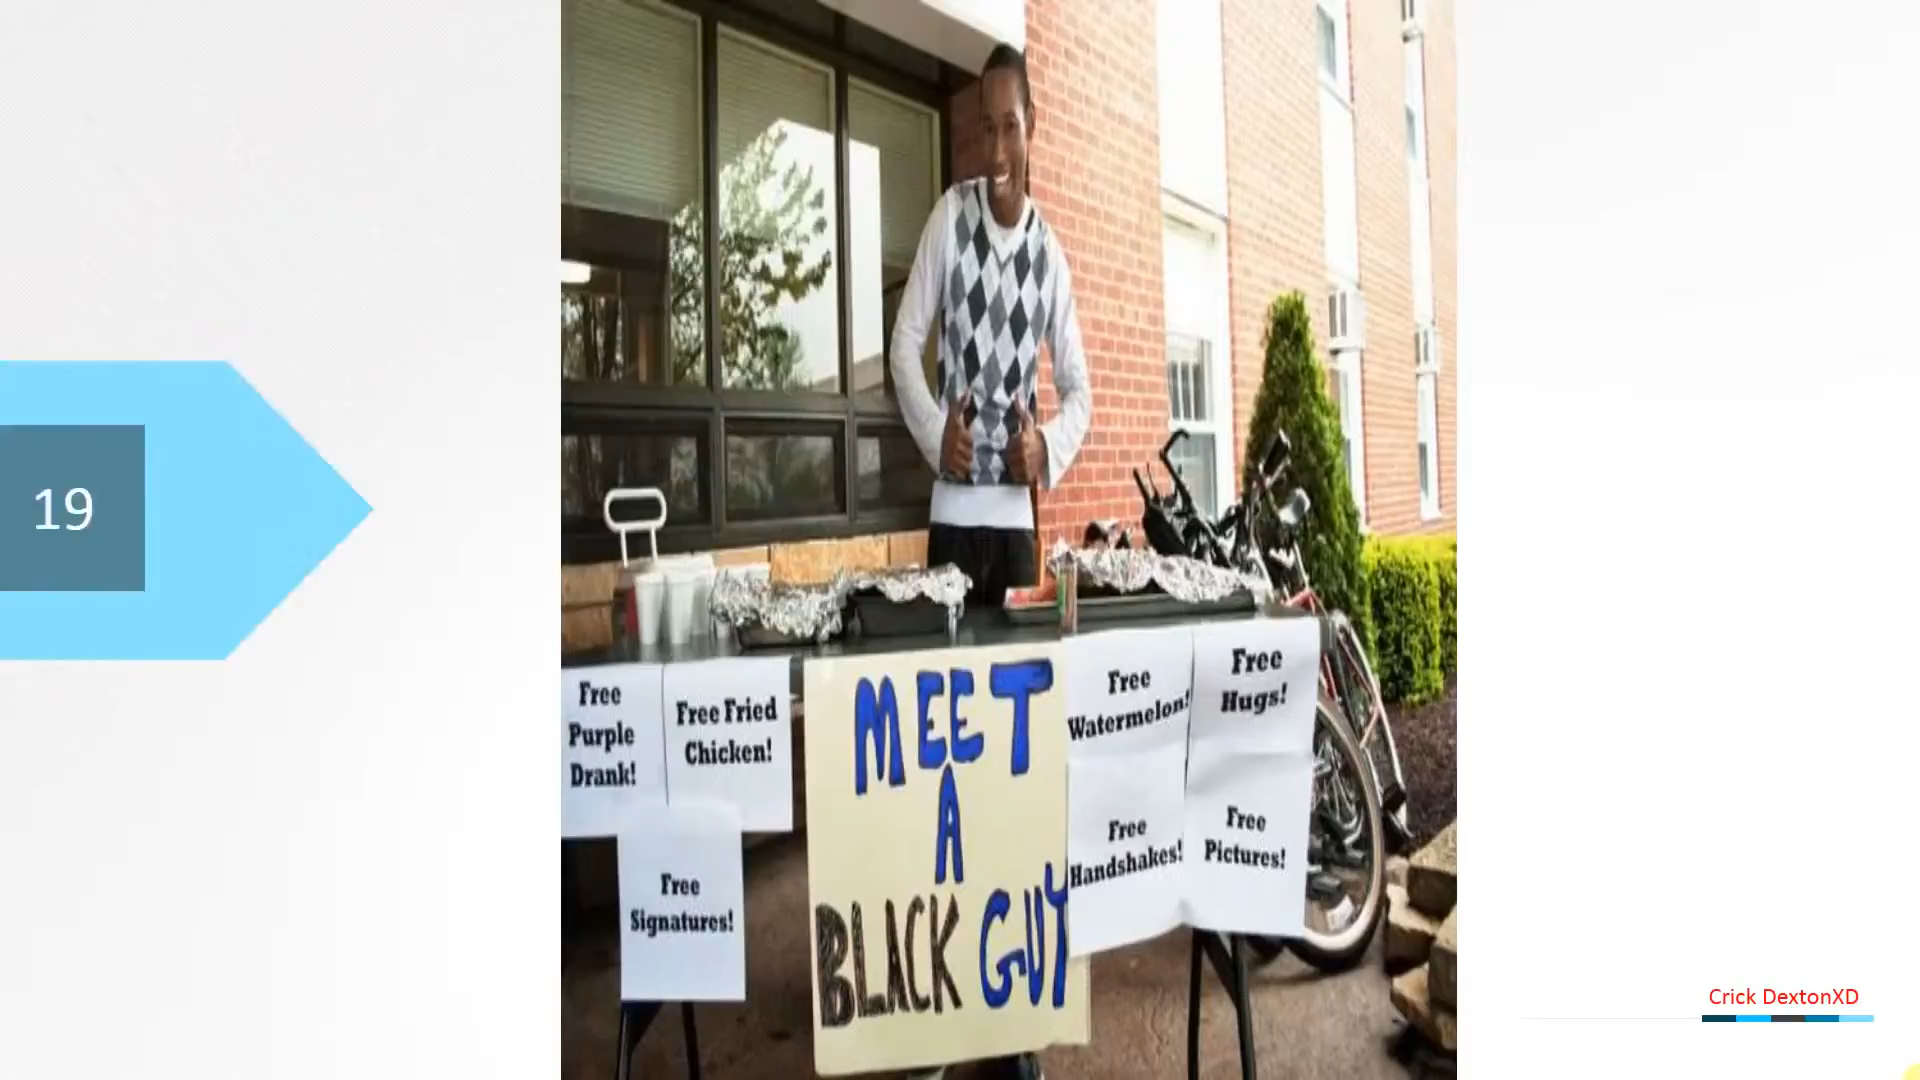 19
Free
Purple
Drank!
Free Fried
Chicken!
Free
Signatures!
MEET
A
BLACK GUY
Free
Watermelon!
Free
Hugs!
Free
Handshakes!
Free
Pictures!
Crick DextonXD